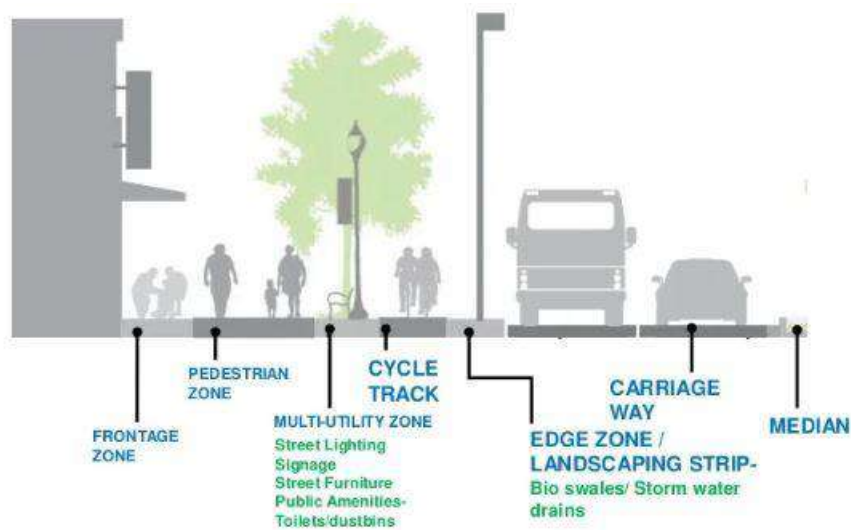 FRONTAGE
ZONE
PEDESTRIAN
ZONE
MULTI-UTILITY ZONE
Street Lighting
Signage
Street Furniture
Public Amenities-
Toilets/dustbins
CYCLE
TRACK
EDGE ZONE /
LANDSCAPING STRIP-
Bio swales/ Storm water
drains
CARRIAGE
WAY
MEDIAN